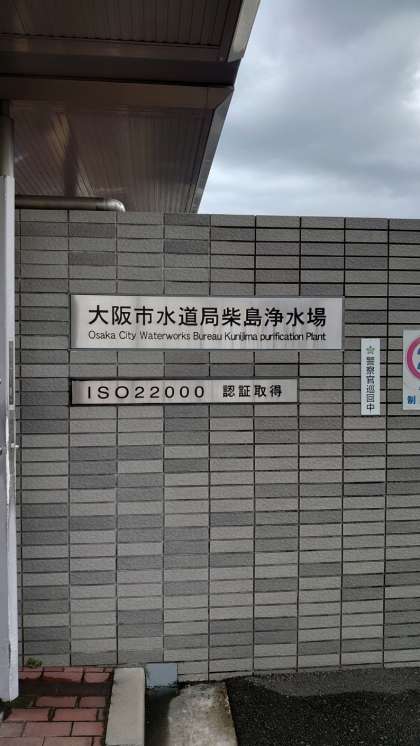 大阪市水道局柴島浄水場
Osaka City Waterworks Bureau Kunijima purification Plant
ISO22000 認証取得
☆警察官巡回中
制